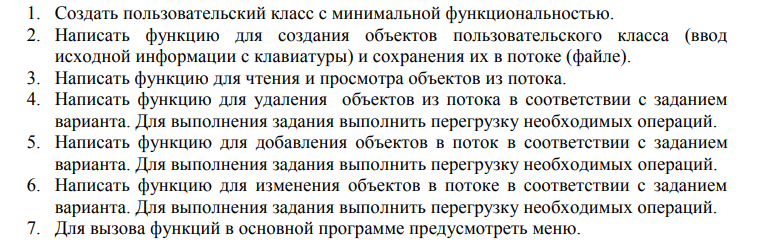 1. Создать пользовательский класс с минимальной функциональностью.
2. Написать функцию для создания объектов пользовательского класса (ввод
исходной информации с клавиатуры) и сохранения их в потоке (файле).
3. Написать функцию для чтения и просмотра объектов из потока.
4. Написать функцию для удаления объектов из потока в соответствии с заданием
варианта. Для выполнения задания выполнить перегрузку необходимых операций.
5. Написать функцию для добавления объектов в поток в соответствии с заданием
варианта. Для выполнения задания выполнить перегрузку необходимых операций.
6. Написать функцию для изменения объектов в потоке в соответствии с заданием
варианта. Для выполнения задания выполнить перегрузку необходимых операций.
7. Для вызова функций в основной программе предусмотреть меню.